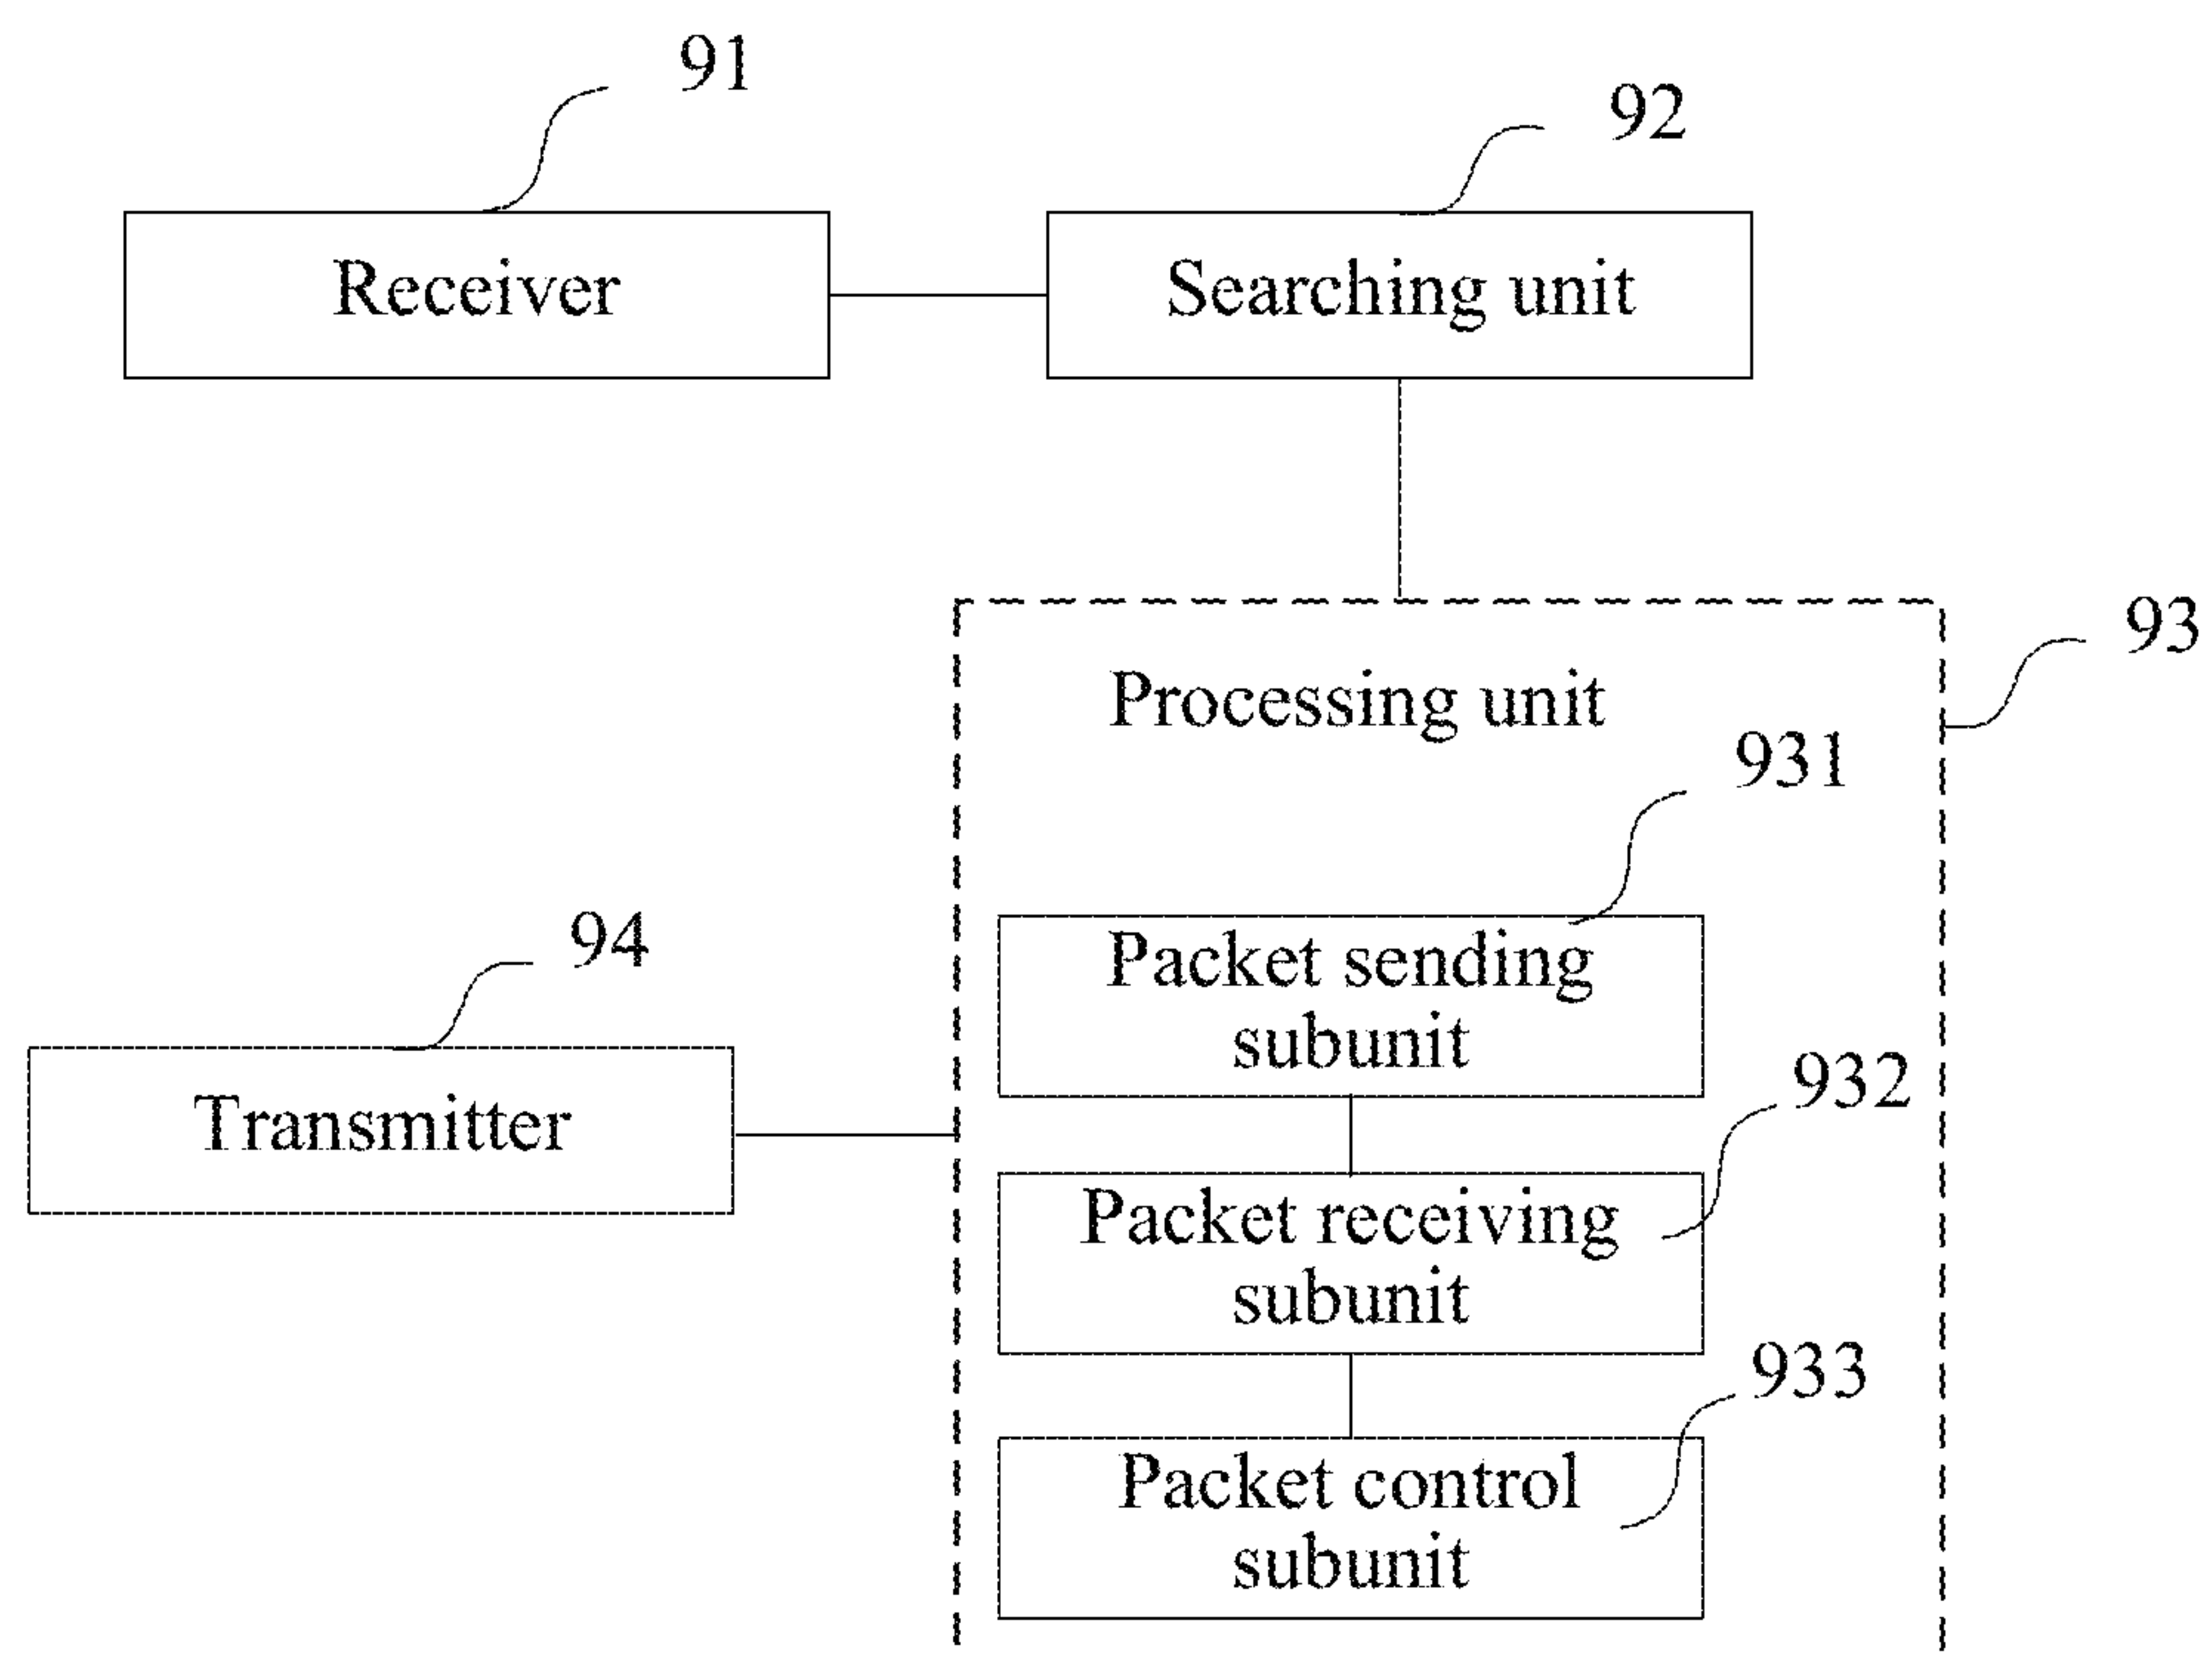 91
92
Receiver
Searching unit
93
Processing unit
931
94
Packet sending
subunit
932
Transmitter
Packet receiving
subunit
933
Packet control
subunit